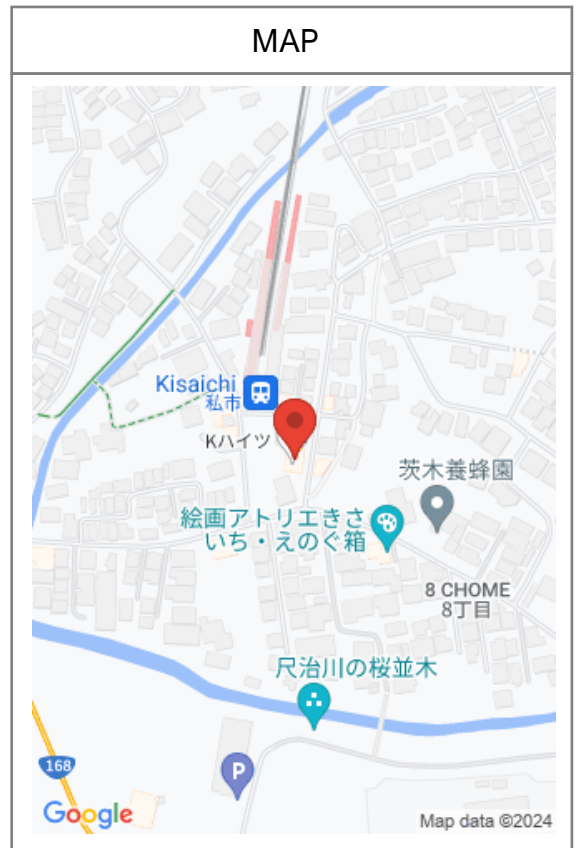 MAP
Kisaichi
私市
Kハイツ
茨木養蜂園
絵画アトリエきさ
いち・えのぐ箱
8 CHOME
8丁目
尺治川の桜並木
168
P
Google
Map data ©2024